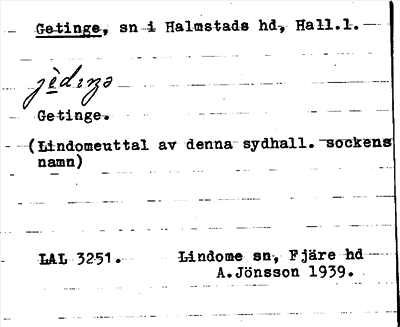 Getinge, sn i Halmstads hd, Hall.l.
jèdɩŋə
Getinge.
(Lindomeuttal av denna sydhall. sockens
namn)
LAL 3251. Lindome sn, Fjäre hd
A.Jönsson 1939.